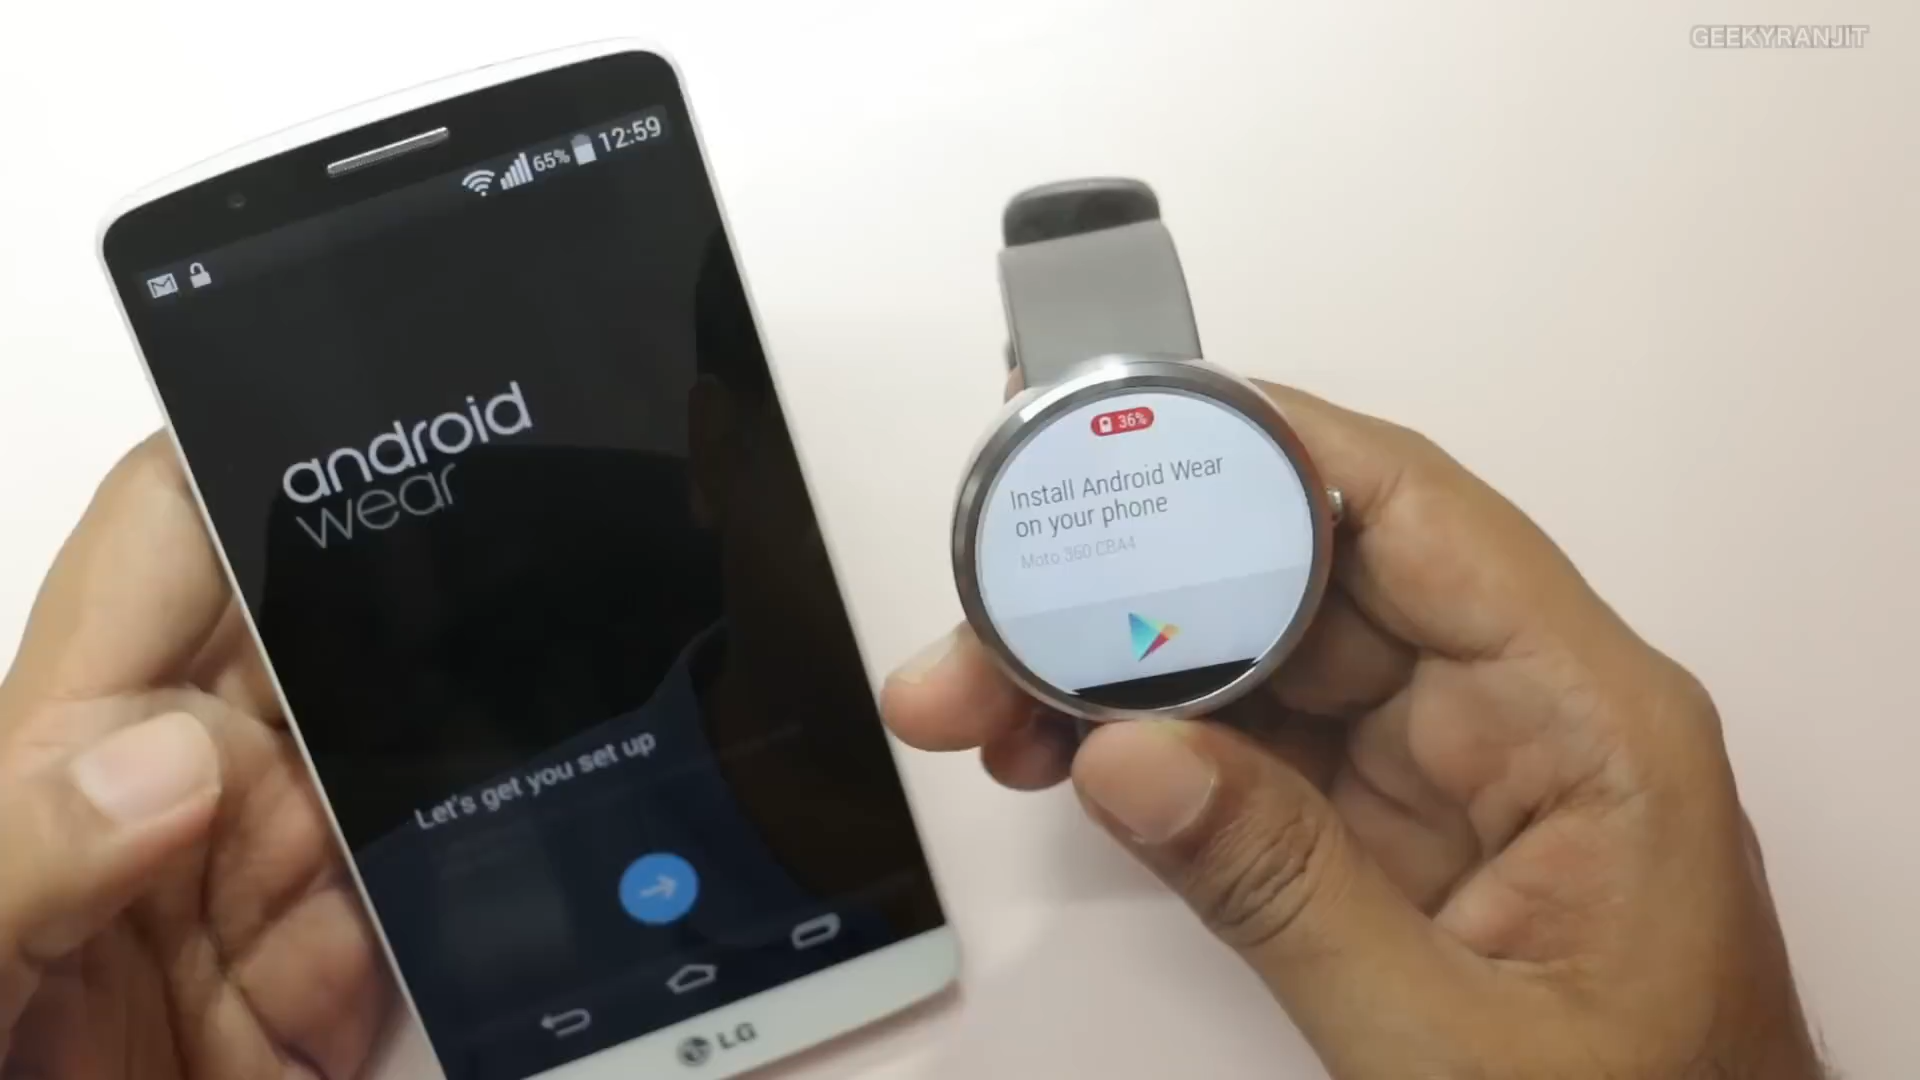 GEEKYRANJIT
65% 12:59
android
wear
Let's get you set up
LG
36%
Install Android Wear
on your phone
Moto 360 CBA4